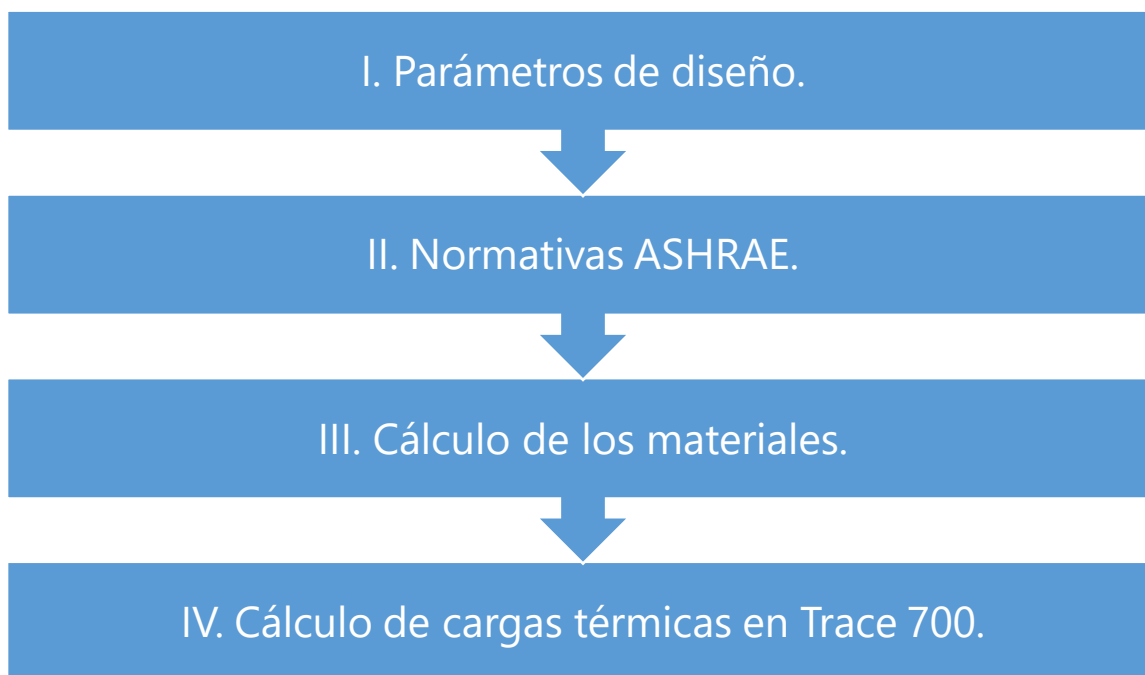 I. Parámetros de diseño.
II. Normativas ASHRAE.
III. Cálculo de los materiales.
IV. Cálculo de cargas térmicas en Trace 700.